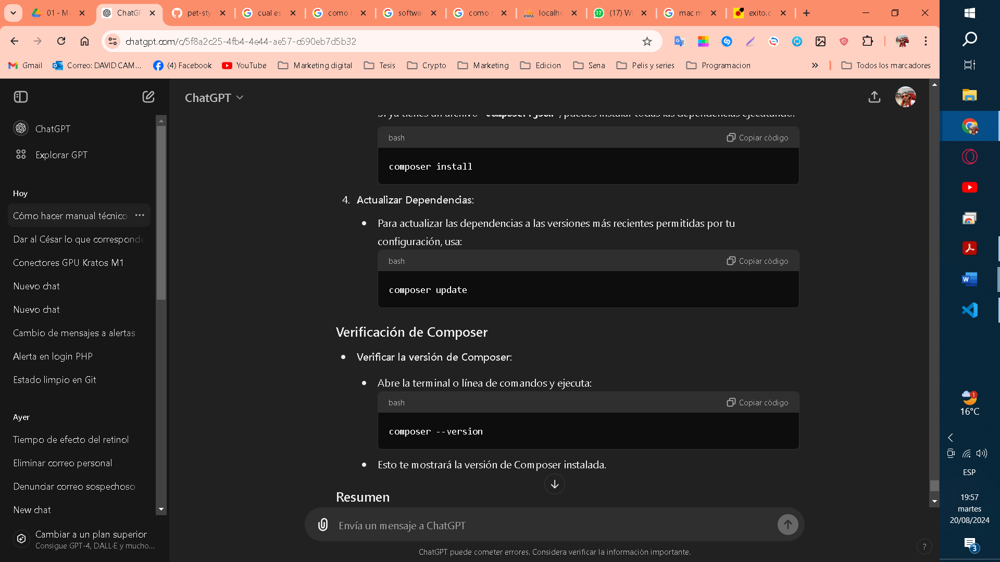 01 - M
ChatGP
pet-sty
cual es
como
softwa
como s
localho
(17) W
mac m
exito.c
chatgpt.com/c/5f8a2c25-4fb4-4e44-ae57-c690eb7d5b32
Gmail
Correo: DAVID CAM...
(4) Facebook
YouTube
Marketing digital
Tesis
Crypto
Marketing
Edicion
Sena
Pelis y series
Programacion
Todos los marcadores
ChatGPT
Explorar GPT
Hoy
Cómo hacer manual técnico
Dar al César lo que corresponde
Conectores GPU Kratos M1
Nuevo chat
Nuevo chat
Cambio de mensajes a alertas
Alerta en login PHP
Estado limpio en Git
Ayer
Tiempo de efecto del retinol
Eliminar correo personal
Denunciar correo sospechoso
New chat
Cambiar a un plan superior
Consigue GPT-4, DALL·E y mucho...
ChatGPT
Si ya tienes un archivo composer.json, puedes instalar todas las dependencias ejecutando:
bash
Copiar código
composer install
4. Actualizar Dependencias:
Para actualizar las dependencias a las versiones más recientes permitidas por tu
configuración, usa:
bash
Copiar código
composer update
Verificación de Composer
Verificar la versión de Composer:
Abre la terminal o línea de comandos y ejecuta:
bash
Copiar código
composer --version
Esto te mostrará la versión de Composer instalada.
Resumen
Envía un mensaje a ChatGPT
ChatGPT puede cometer errores. Considera verificar la información importante.
?
1
16°C
ESP
19:57
martes
20/08/2024
3